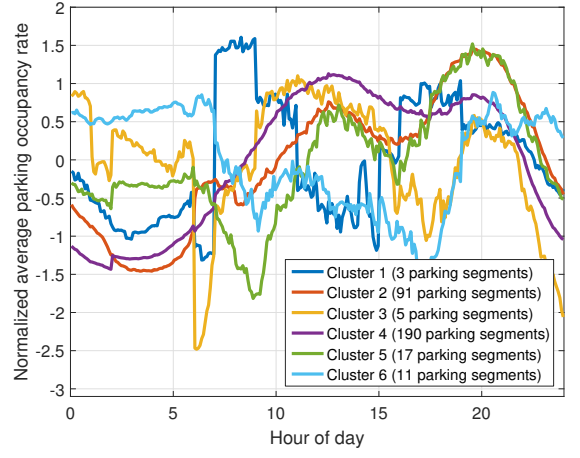 Normalized average parking occupancy rate
2
1.5
1
0.5
0
-0.5
-1
-1.5
-2
-2.5
-3
Cluster 1 (3 parking segments)
Cluster 2 (91 parking segments)
Cluster 3 (5 parking segments)
Cluster 4 (190 parking segments)
Cluster 5 (17 parking segments)
Cluster 6 (11 parking segments)
0 5 10 15 20
Hour of day